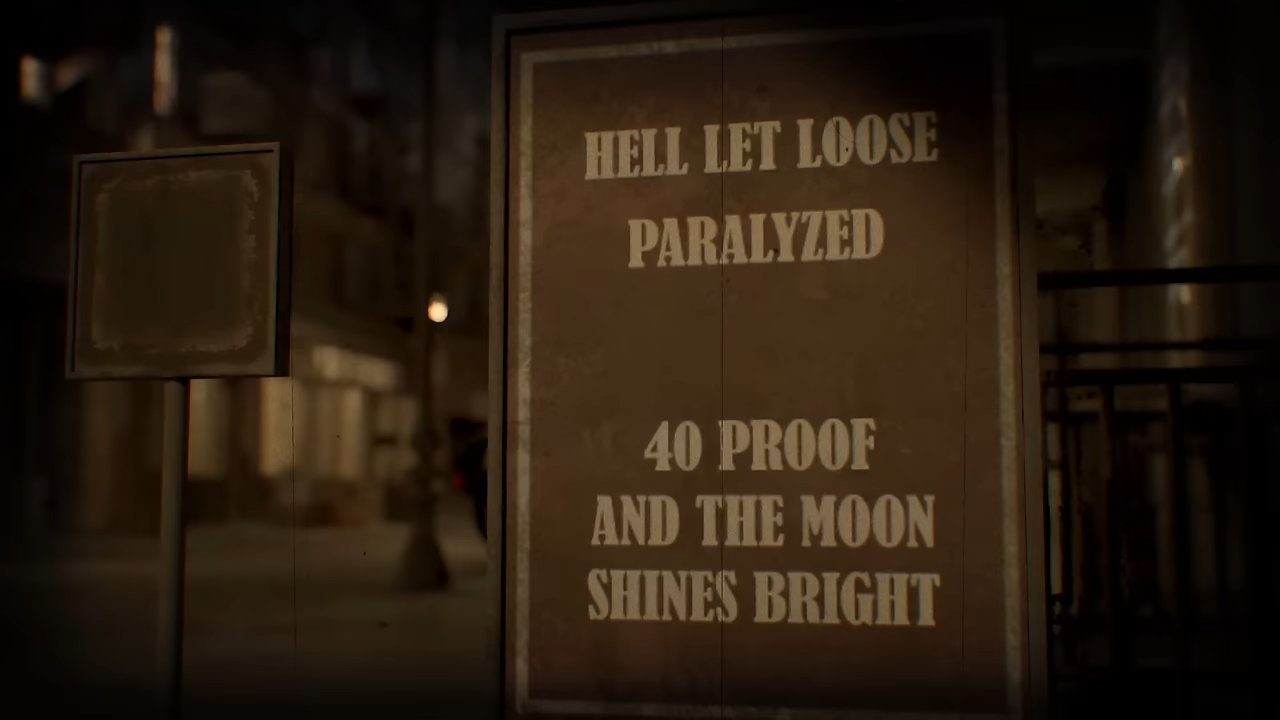 HELL LET LOOSE
PARALYZED
40 PROOF
AND THE MOON
SHINES BRIGHT